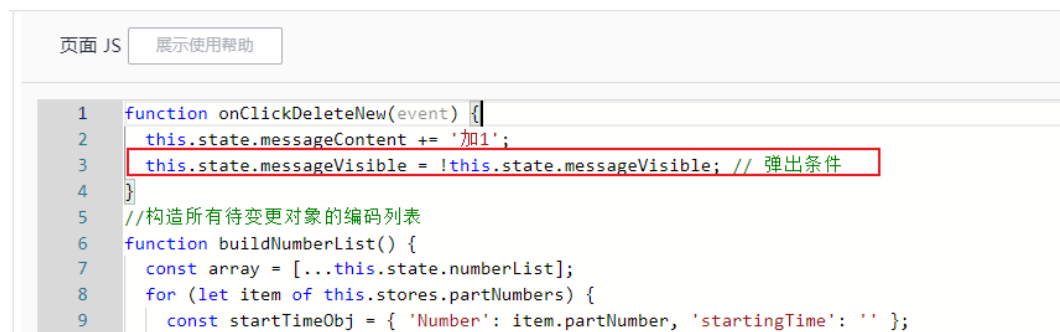 页面 JS 展示使用帮助
1 function onClickDeleteNew(event) {
2 this.state.messageContent += '加1';
3 this.state.messageVisible = !this.state.messageVisible; // 弹出条件
4 }
5 //构造所有待变更对象的编码列表
6 function buildNumberList() {
7 const array = [...this.state.numberList];
8 for (let item of this.stores.partNumbers) {
9 const startTimeObj = { 'Number': item.partNumber, 'startingTime': '' };